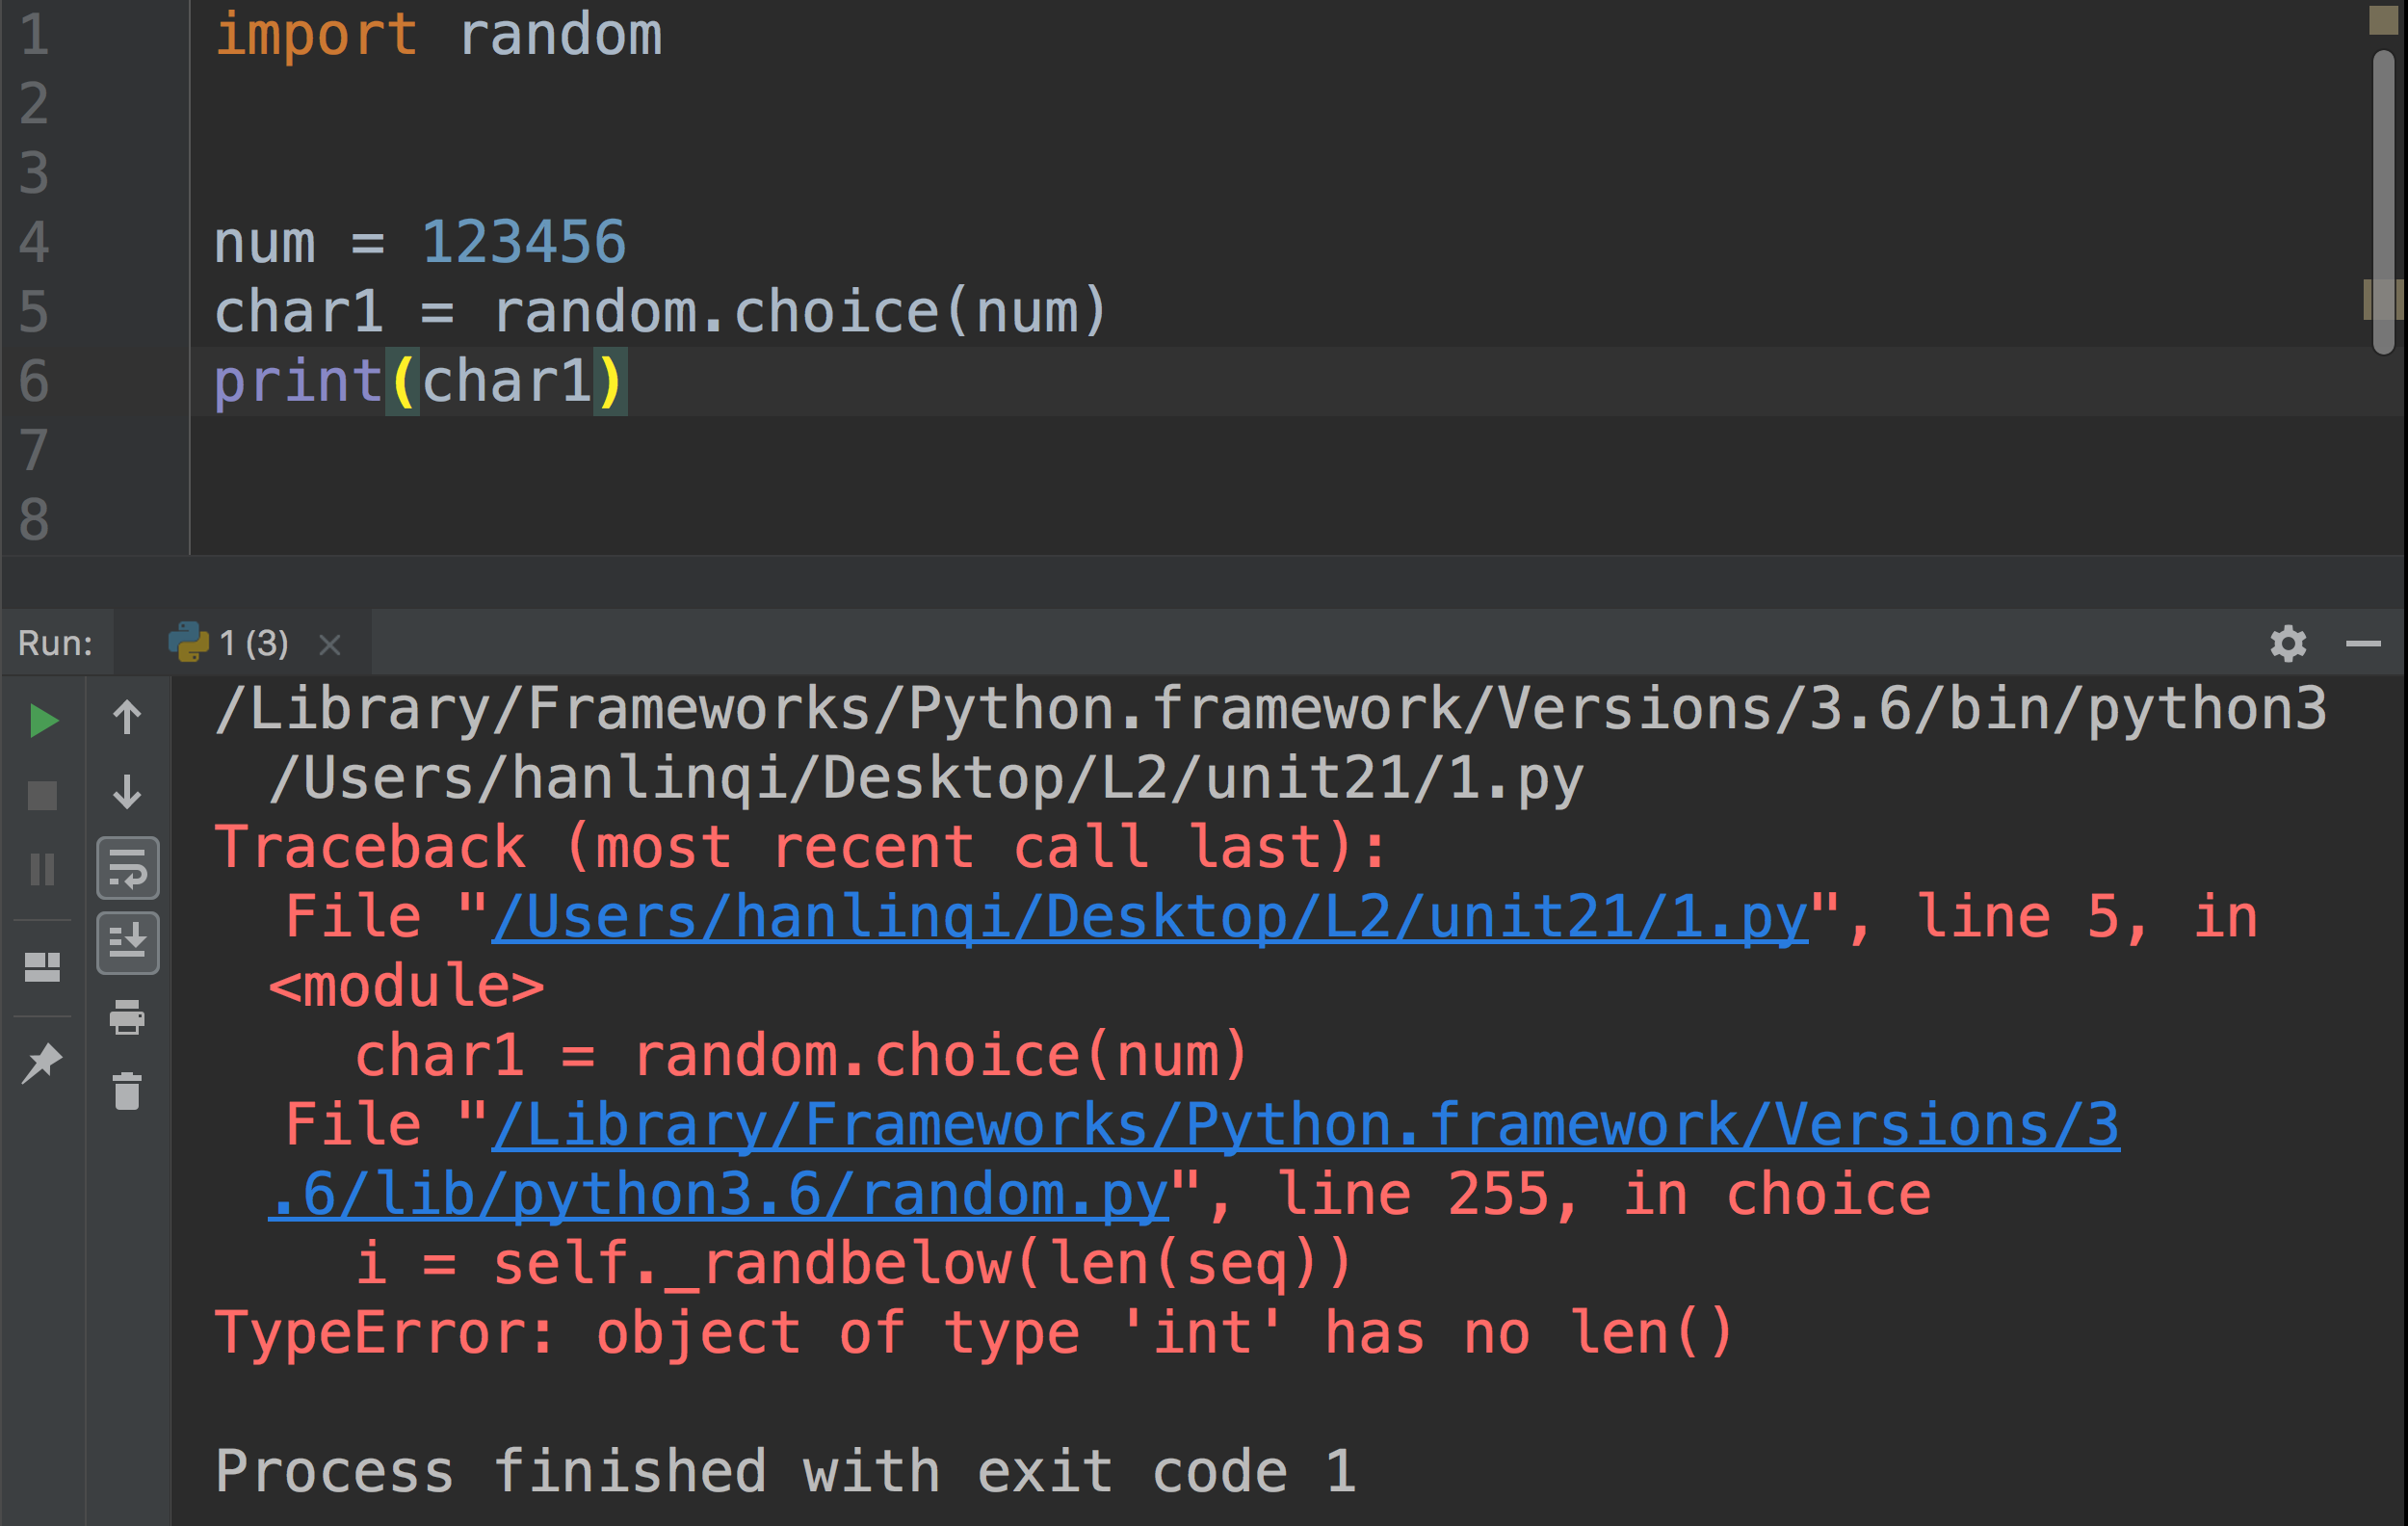 1 import random
2
3
4 num = 123456
5 char1 = random.choice(num)
6 print(char1)
7
8
Run: 1 (3) ×
/Library/Frameworks/Python.framework/Versions/3.6/bin/python3
/Users/hanlinqi/Desktop/L2/unit21/1.py
Traceback (most recent call last):
File "/Users/hanlinqi/Desktop/L2/unit21/1.py", line 5, in
<module>
char1 = random.choice(num)
File "/Library/Frameworks/Python.framework/Versions/3
.6/lib/python3.6/random.py", line 255, in choice
i = self._randbelow(len(seq))
TypeError: object of type 'int' has no len()
Process finished with exit code 1